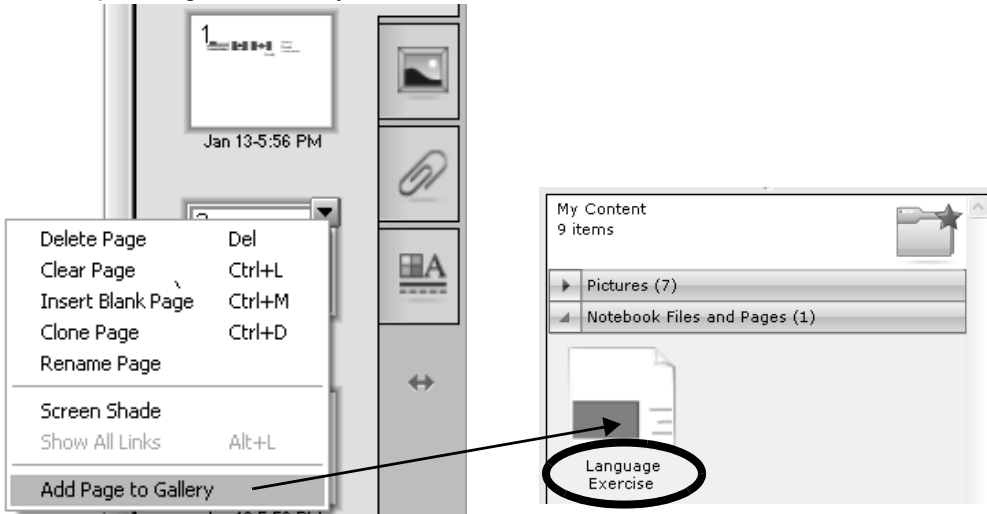 1
Jan 13-5:56 PM
Delete Page Del
Clear Page Ctrl+L
Insert Blank Page Ctrl+M
Clone Page Ctrl+D
Rename Page
Screen Shade
Show All Links Alt+L
Add Page to Gallery
A
My Content
9 items
Pictures (7)
Notebook Files and Pages (1)
Language
Exercise